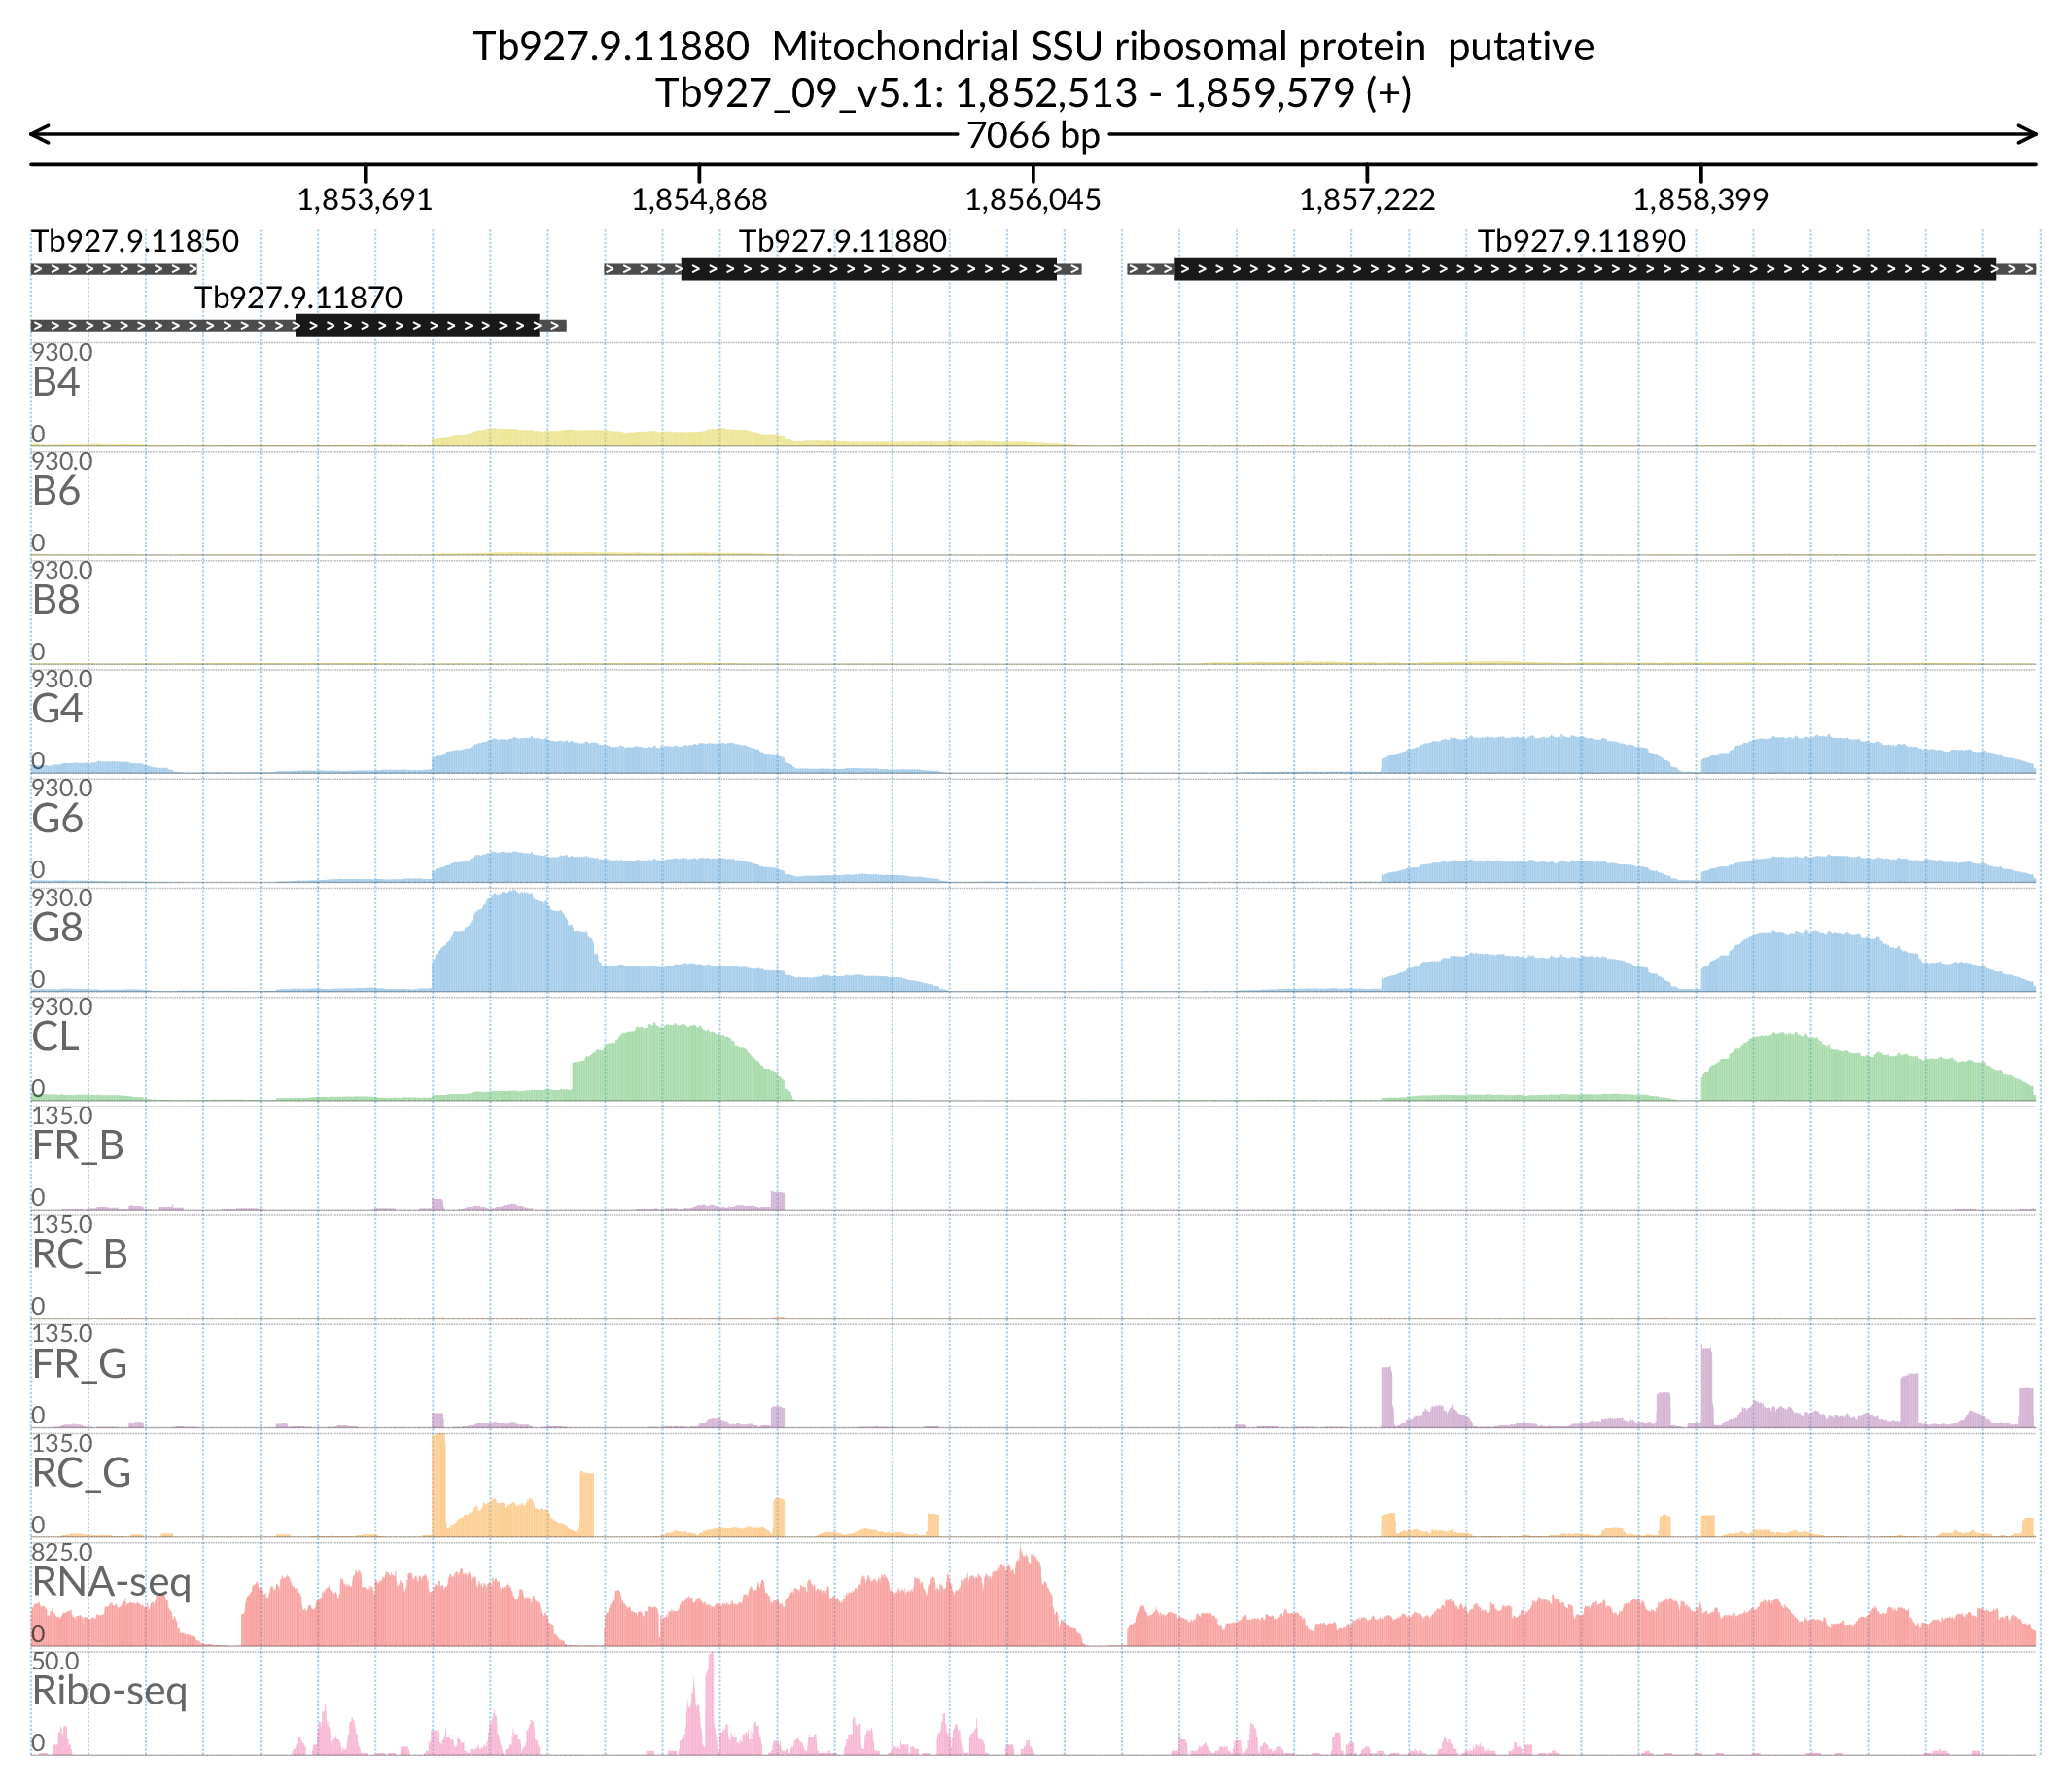 Tb927.9.11880  Mitochondrial SSU ribosomal protein  putative
Tb927_09_v5.1: 1,852,513 - 1,859,579 (+)
7066 bp
1,853,691 1,854,868 1,856,045 1,857,222 1,858,399
Tb927.9.11850 Tb927.9.11880 Tb927.9.11890
Tb927.9.11870
930.0
B4
0
930.0
B6
0
930.0
B8
0
930.0
G4
0
930.0
G6
0
930.0
G8
0
930.0
CL
0
135.0
FR_B
0
135.0
RC_B
0
135.0
FR_G
0
135.0
RC_G
0
825.0
RNA-seq
0
50.0
Ribo-seq
0